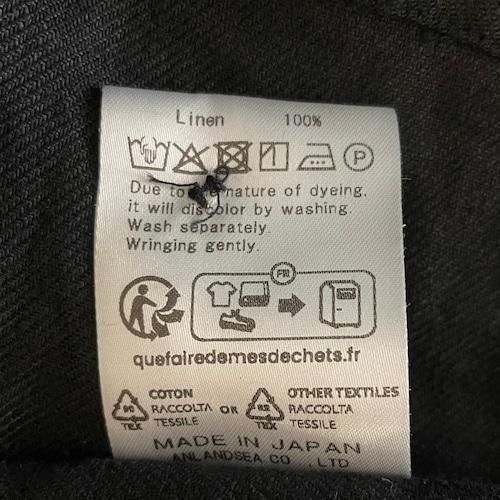 Linen 100%
P
Due to the nature of dyeing,
it will discolor by washing
Wash separately.
Wringing gently.
FR
quefairedemesdechets.fr
COTON
RACCOLTA
TESSILE
TEX
OR
OTHER TEXTILES
RACCOLTA
TESSILE
TEX
MADE IN JAPAN
ANLANDSEA CO .,LTD